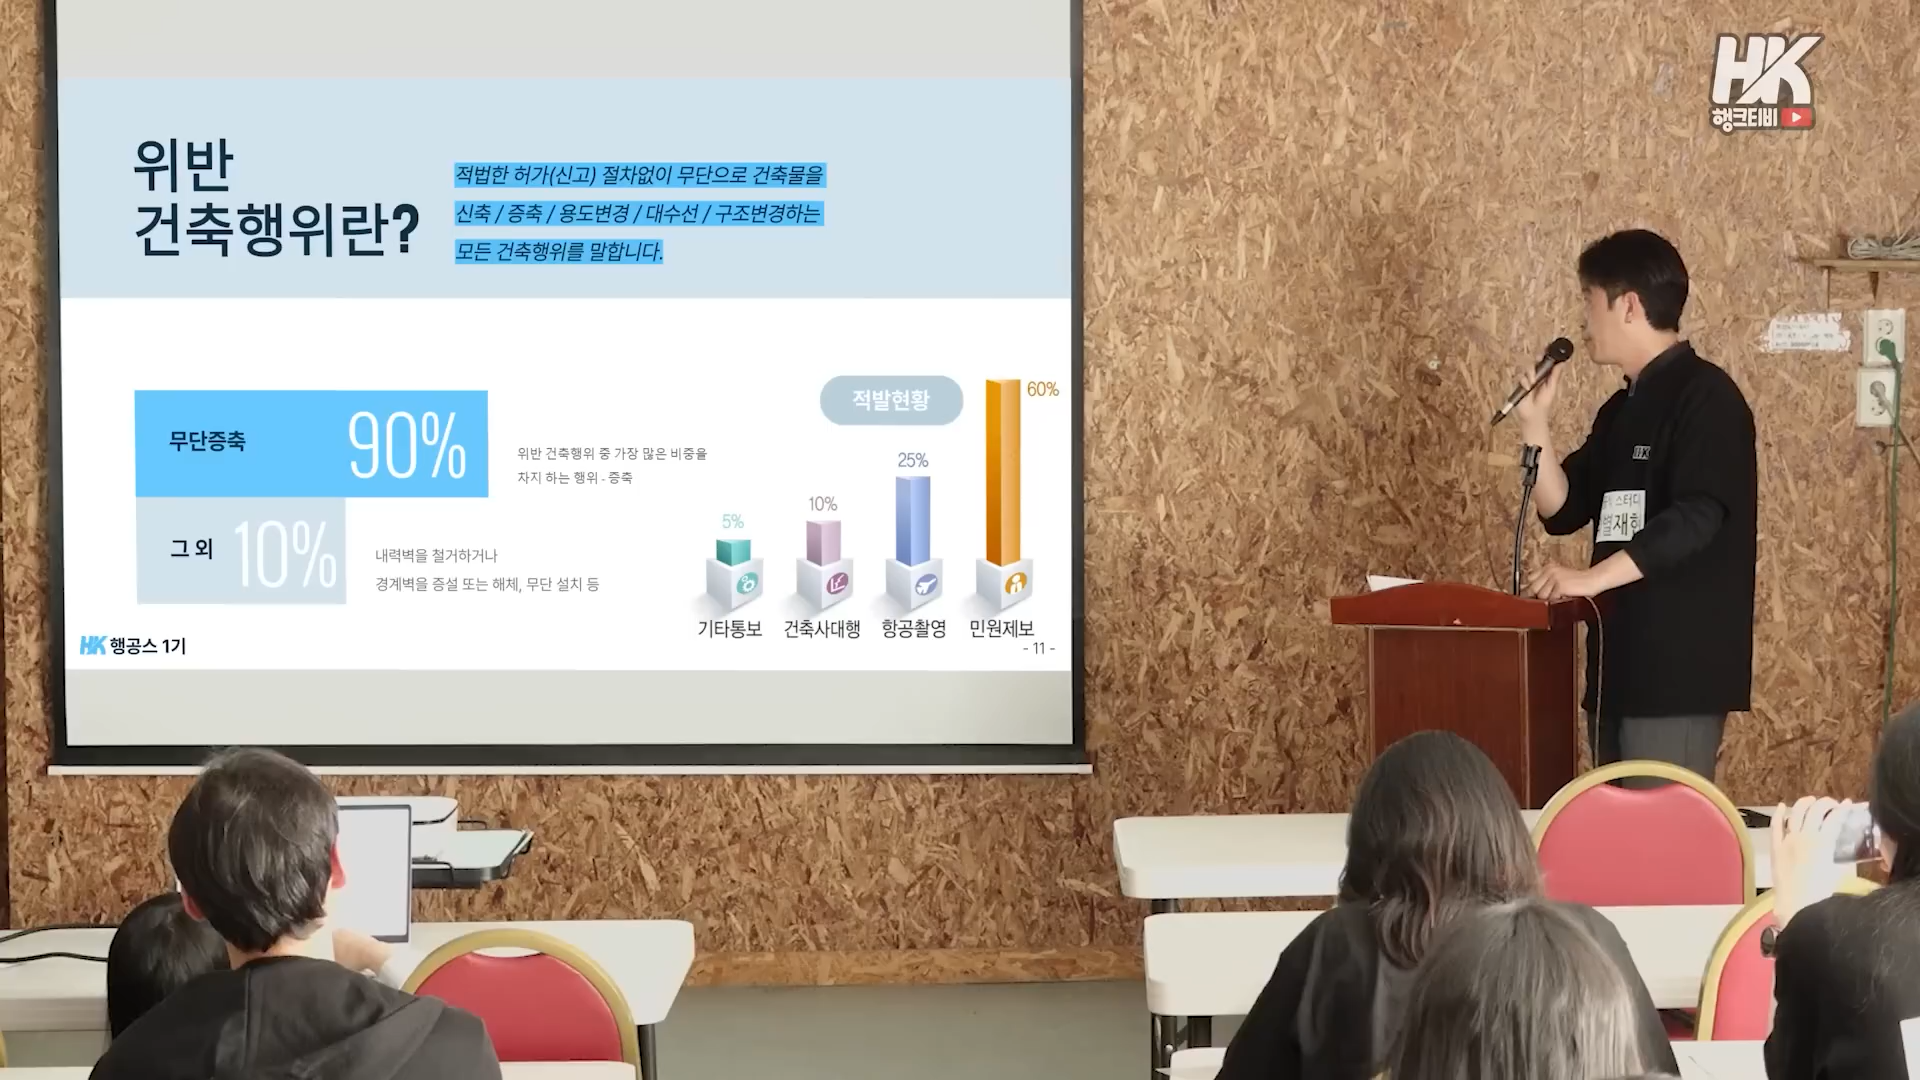 위반
건축행위란?
적법한 허가(신고) 절차없이 무단으로 건축물을
신축 / 증축 / 용도변경 / 대수선 / 구조변경하는
모든 건축행위를 말합니다.
무단증축 90%
위반 건축행위 중 가장 많은 비중을
차지 하는 행위 - 증축
그 외 10%
내력벽을 철거하거나
경계벽을 증설 또는 해체, 무단 설치 등
적발현황
5%
10%
25%
60%
기타통보
건축사대행
항공촬영
민원제보
HK 행공스 1기
- 11 -
HK
행크티비
HK
스터디
재현